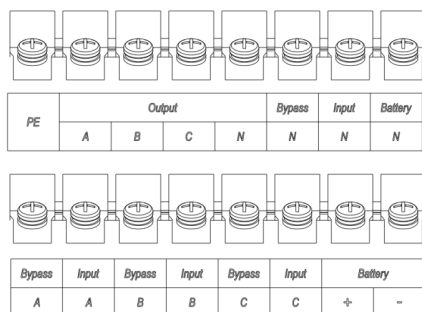 PE Output Bypass Input Battery
A B C N N N N
Bypass Input Bypass Input Bypass Input Battery
A A B B C C + -